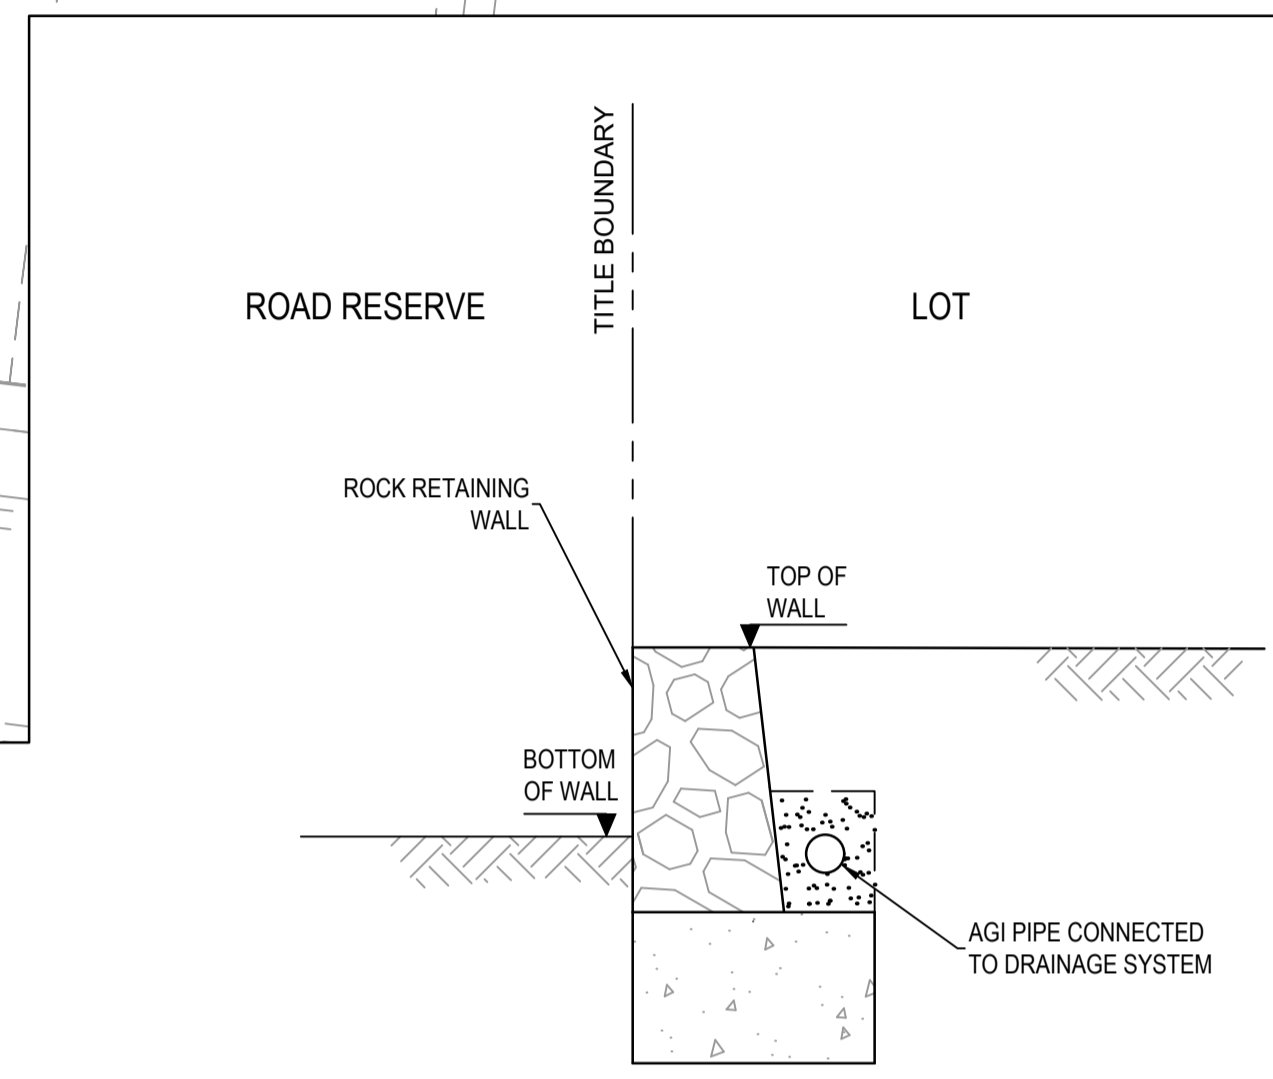 TITLE BOUNDARY
ROAD RESERVE
LOT
ROCK RETAINING
WALL
TOP OF
WALL
BOTTOM
OF WALL
AGI PIPE CONNECTED
TO DRAINAGE SYSTEM